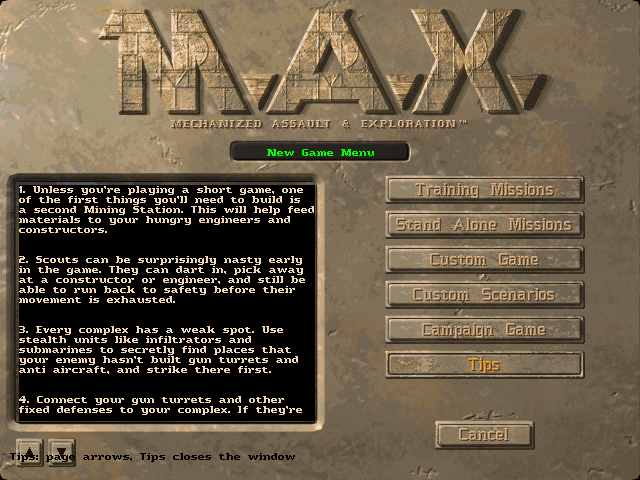 M.A.X.
MECHANIZED ASSAULT & EXPLORATION™
New Game Menu
1. Unless you're playing a short game, one
of the first things you'll need to build is
a second Mining Station. This will help feed
materials to your hungry engineers and
constructors.
2. Scouts can be surprisingly nasty early
in the game. They can dart in, pick away
at a constructor or engineer, and still be
able to run back to safety before their
movement is exhausted.
3. Every complex has a weak spot. Use
stealth units like infiltrators and
submarines to secretly find places that
your enemy hasn't built gun turrets and
anti aircraft, and strike there first.
4. Connect your gun turrets and other
fixed defenses to your complex. If they're
Training Missions
Stand Alone Missions
Custom Game
Custom Scenarios
Campaign Game
Tips
Cancel
Tips: page arrows, Tips closes the window